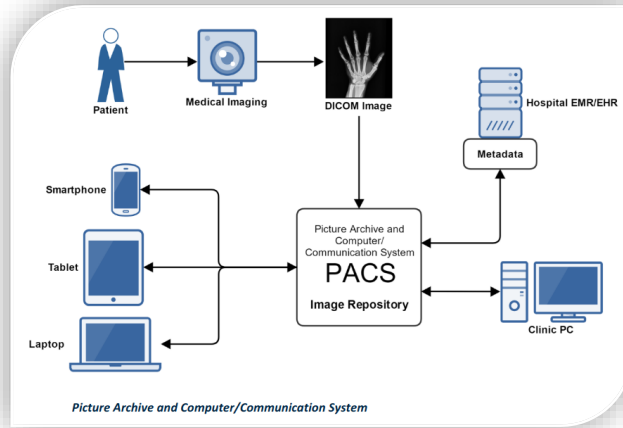 Patient
Medical Imaging
DICOM Image
Hospital EMR/EHR
Metadata
Smartphone
Tablet
Laptop
Picture Archive and
Computer/
Communication System
PACS
Image Repository
Clinic PC
Picture Archive and Computer/Communication System